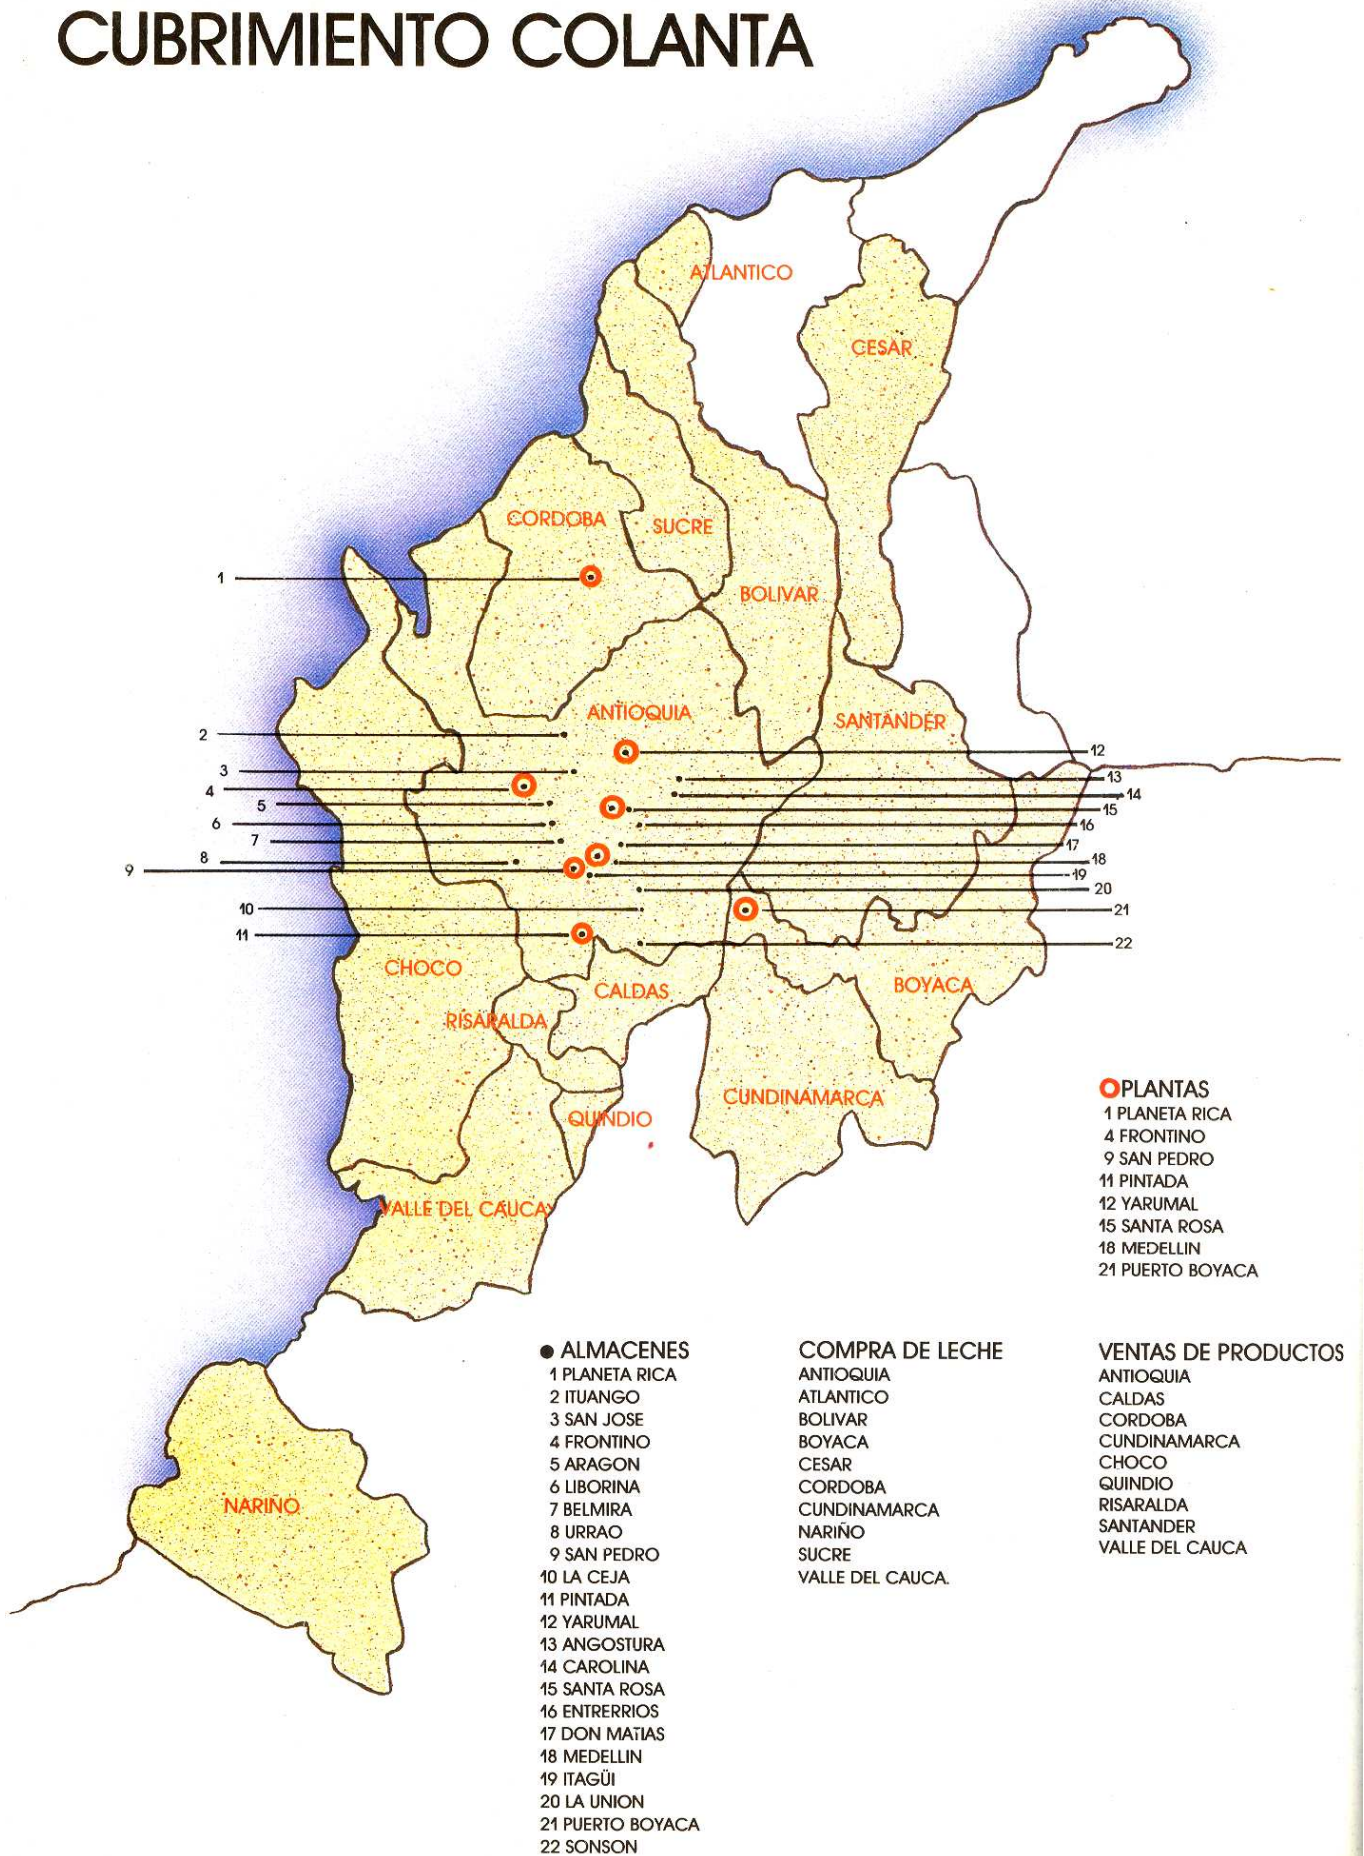 CUBRIMIENTO COLANTA
ATLANTICO
CESAR
CORDOBA
SUCRE
BOLIVAR
1
ANTIOQUIA
SANTANDER
2
12
3
13
4
14
5
15
6
16
7
17
8
18
9
19
20
10
21
11
22
CHOCO
CALDAS
BOYACA
RISARALDA
CUNDINAMARCA
QUINDIO
VALLE DEL CAUCA
NARIÑO
PLANTAS
1 PLANETA RICA
4 FRONTINO
9 SAN PEDRO
11 PINTADA
12 YARUMAL
15 SANTA ROSA
18 MEDELLIN
21 PUERTO BOYACA
ALMACENES
1 PLANETA RICA
2 ITUANGO
3 SAN JOSE
4 FRONTINO
5 ARAGON
6 LIBORINA
7 BELMIRA
8 URRAO
9 SAN PEDRO
10 LA CEJA
11 PINTADA
12 YARUMAL
13 ANGOSTURA
14 CAROLINA
15 SANTA ROSA
16 ENTRERRIOS
17 DON MATIAS
18 MEDELLIN
19 ITAGÜI
20 LA UNION
21 PUERTO BOYACA
22 SONSON
COMPRA DE LECHE
ANTIOQUIA
ATLANTICO
BOLIVAR
BOYACA
CESAR
CORDOBA
CUNDINAMARCA
NARIÑO
SUCRE
VALLE DEL CAUCA.
VENTAS DE PRODUCTOS
ANTIOQUIA
CALDAS
CORDOBA
CUNDINAMARCA
CHOCO
QUINDIO
RISARALDA
SANTANDER
VALLE DEL CAUCA